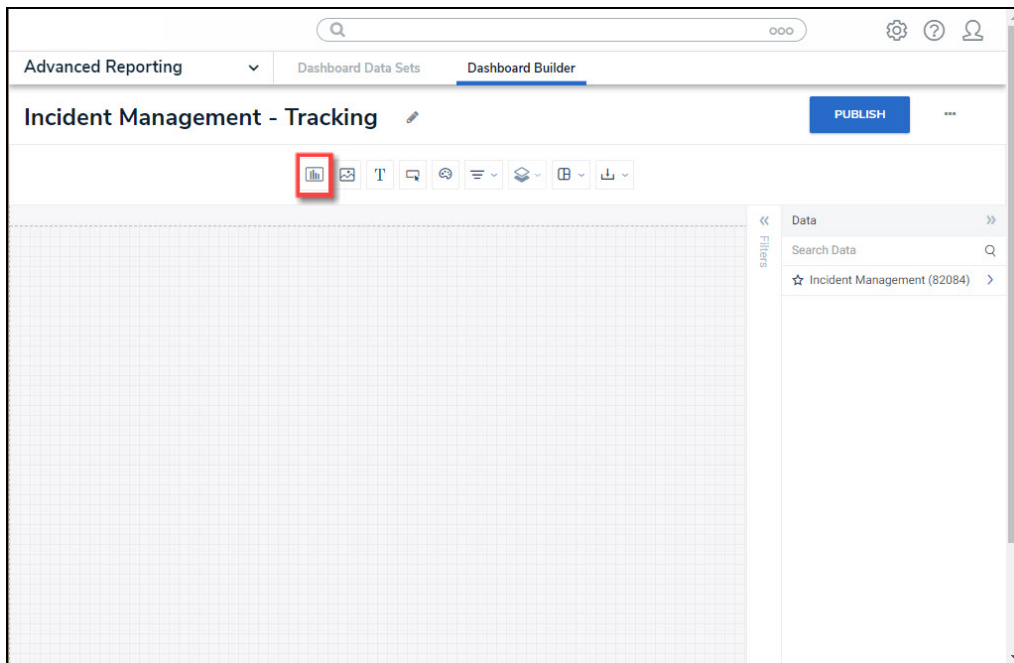 Advanced Reporting
Dashboard Data Sets
Dashboard Builder
Incident Management - Tracking
PUBLISH
T
Filters
Data
Search Data
Incident Management (82084)